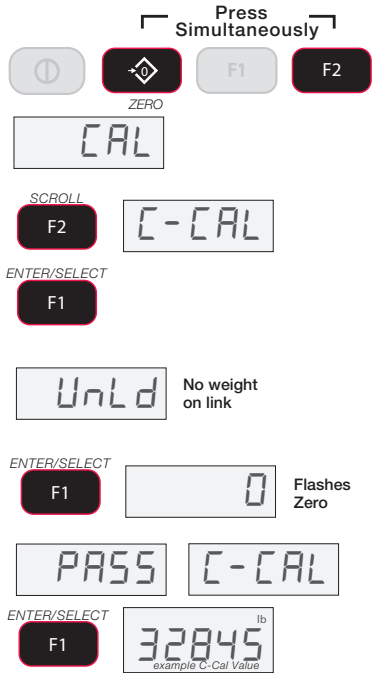 Press
Simultaneously
F1 F2
ZERO
CAL
SCROLL
F2 C-CAL
ENTER/SELECT
F1
UnLd No weight
on link
ENTER/SELECT
F1 0 Flashes
Zero
PASS C-CAL
ENTER/SELECT
F1 32845 lb
example C-Cal Value